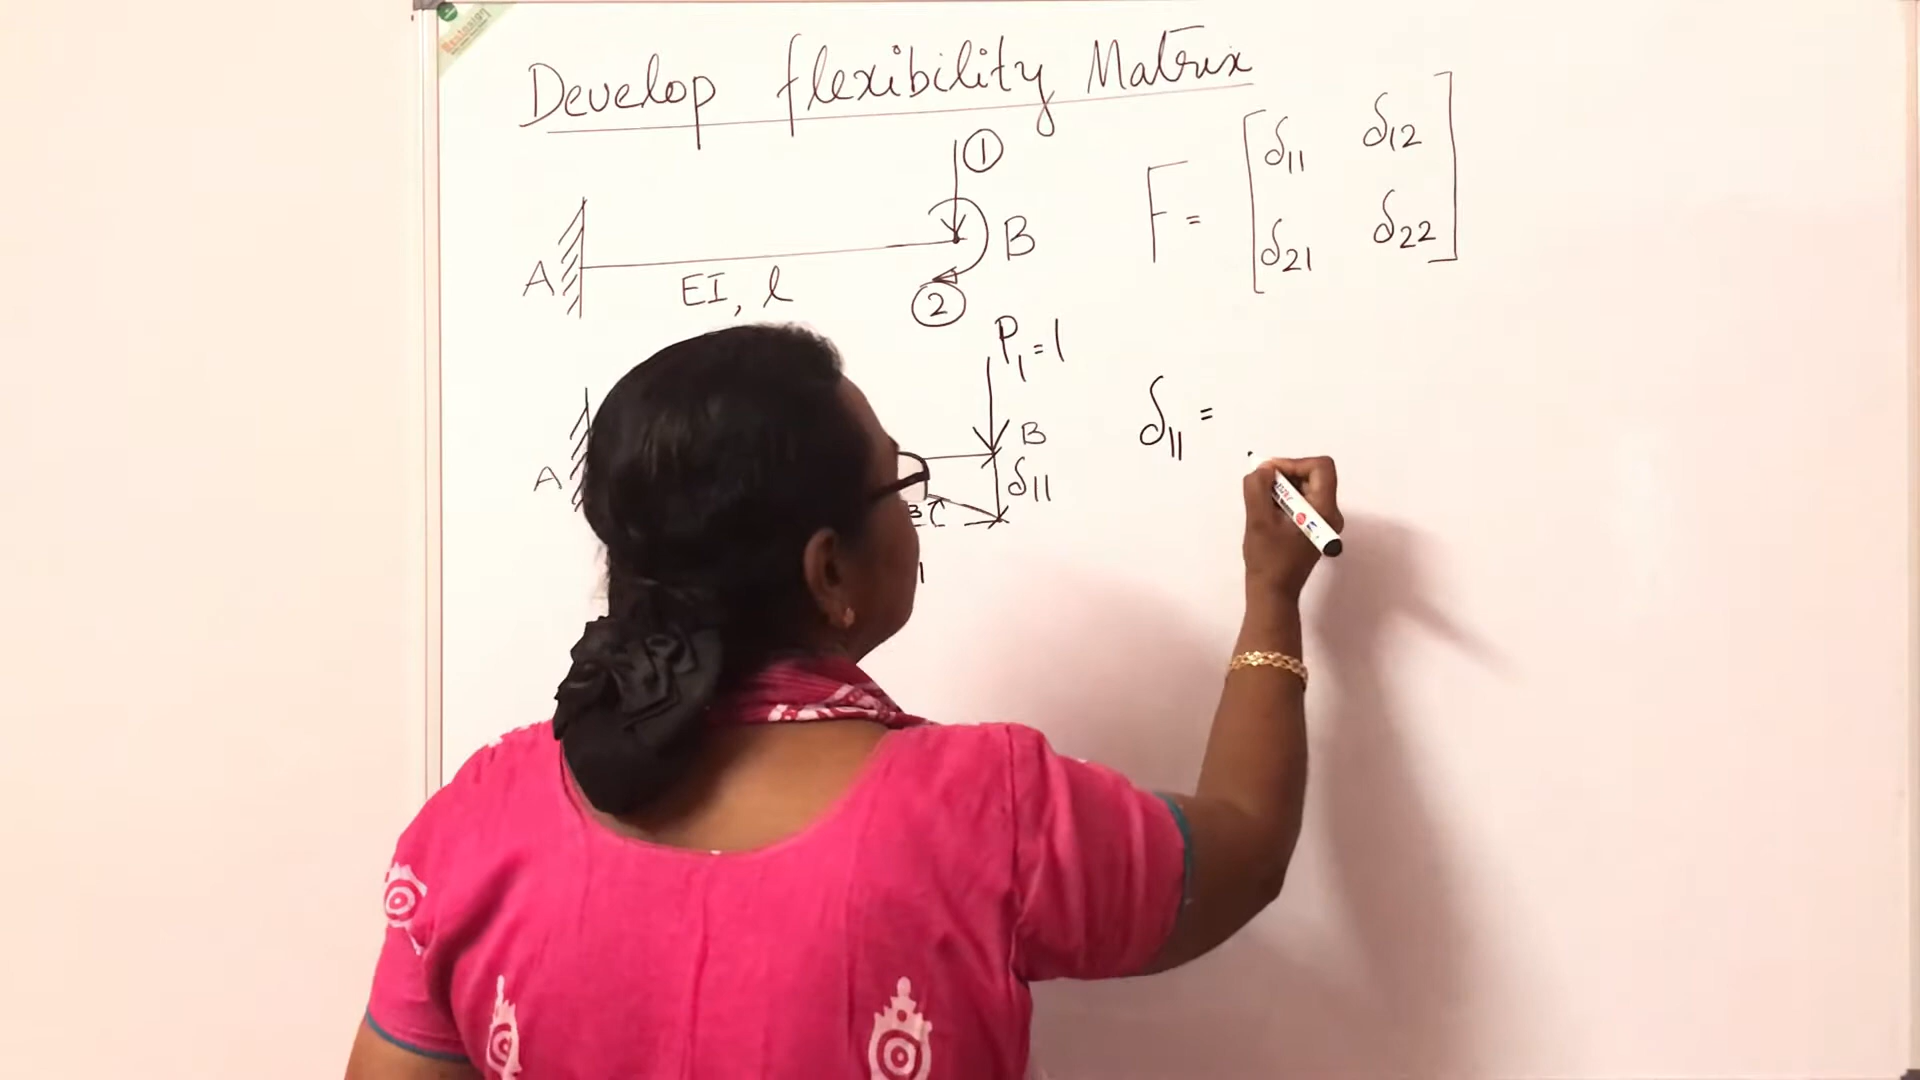 Develop flexibility Matrix
①
A
B
EI, l
②
F = [δ11 δ12
δ21 δ22]
P1 = 1
A
B
δ11
δ11 =